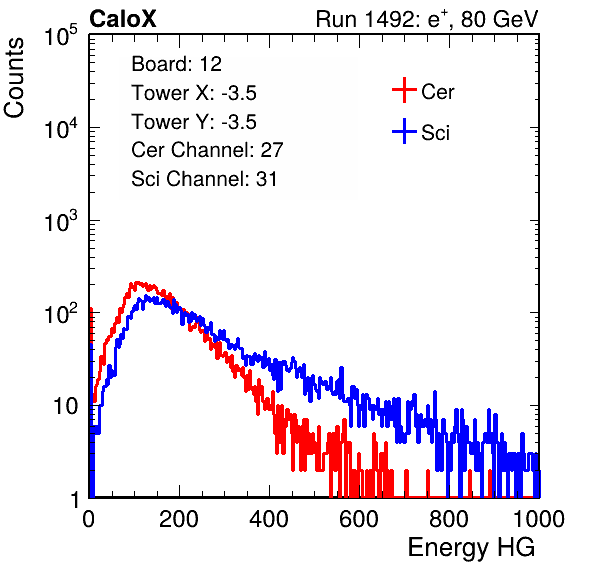 CaloX
Run 1492: e⁺, 80 GeV
Counts
10⁵
10⁴
10³
10²
10
1
Board: 12
Tower X: -3.5
Tower Y: -3.5
Cer Channel: 27
Sci Channel: 31
Cer
Sci
0 200 400 600 800 1000
Energy HG